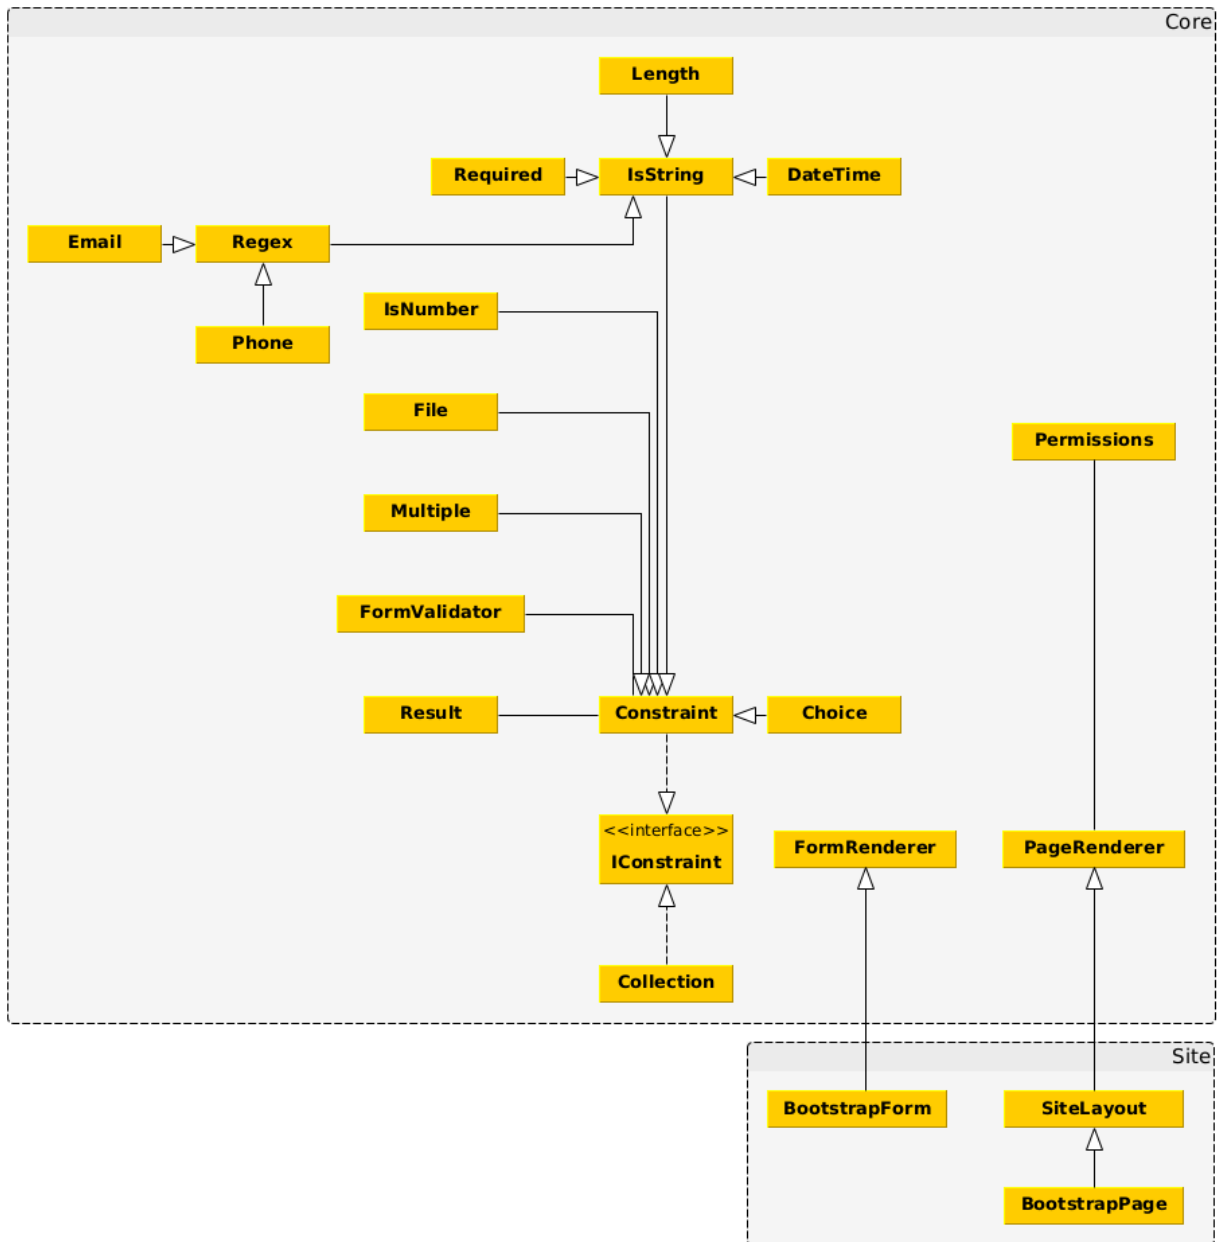 Core
Length
Required
IsString
DateTime
Email
Regex
IsNumber
Phone
File
Permissions
Multiple
FormValidator
Result
Constraint
Choice
<<interface>>
IConstraint
FormRenderer
PageRenderer
Collection
Site
BootstrapForm
SiteLayout
BootstrapPage